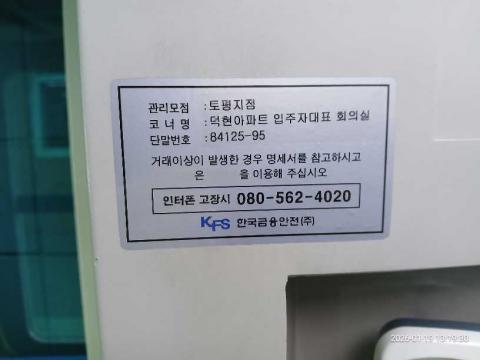 관리모점 : 토평지점
코 너 명 : 덕현아파트 입주자대표 회의실
단말번호 : 84125-95
거래이상이 발생한 경우 명세서를 참고하시고
은 을 이용해 주십시오
인터폰 고장시 080-562-4020
KFS 한국금융안전(주)